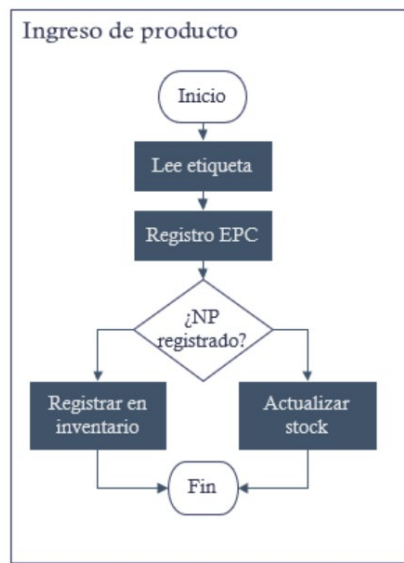 Ingreso de producto
Inicio
Lee etiqueta
Registro EPC
¿NP
registrado?
Registrar en
inventario
Actualizar
stock
Fin